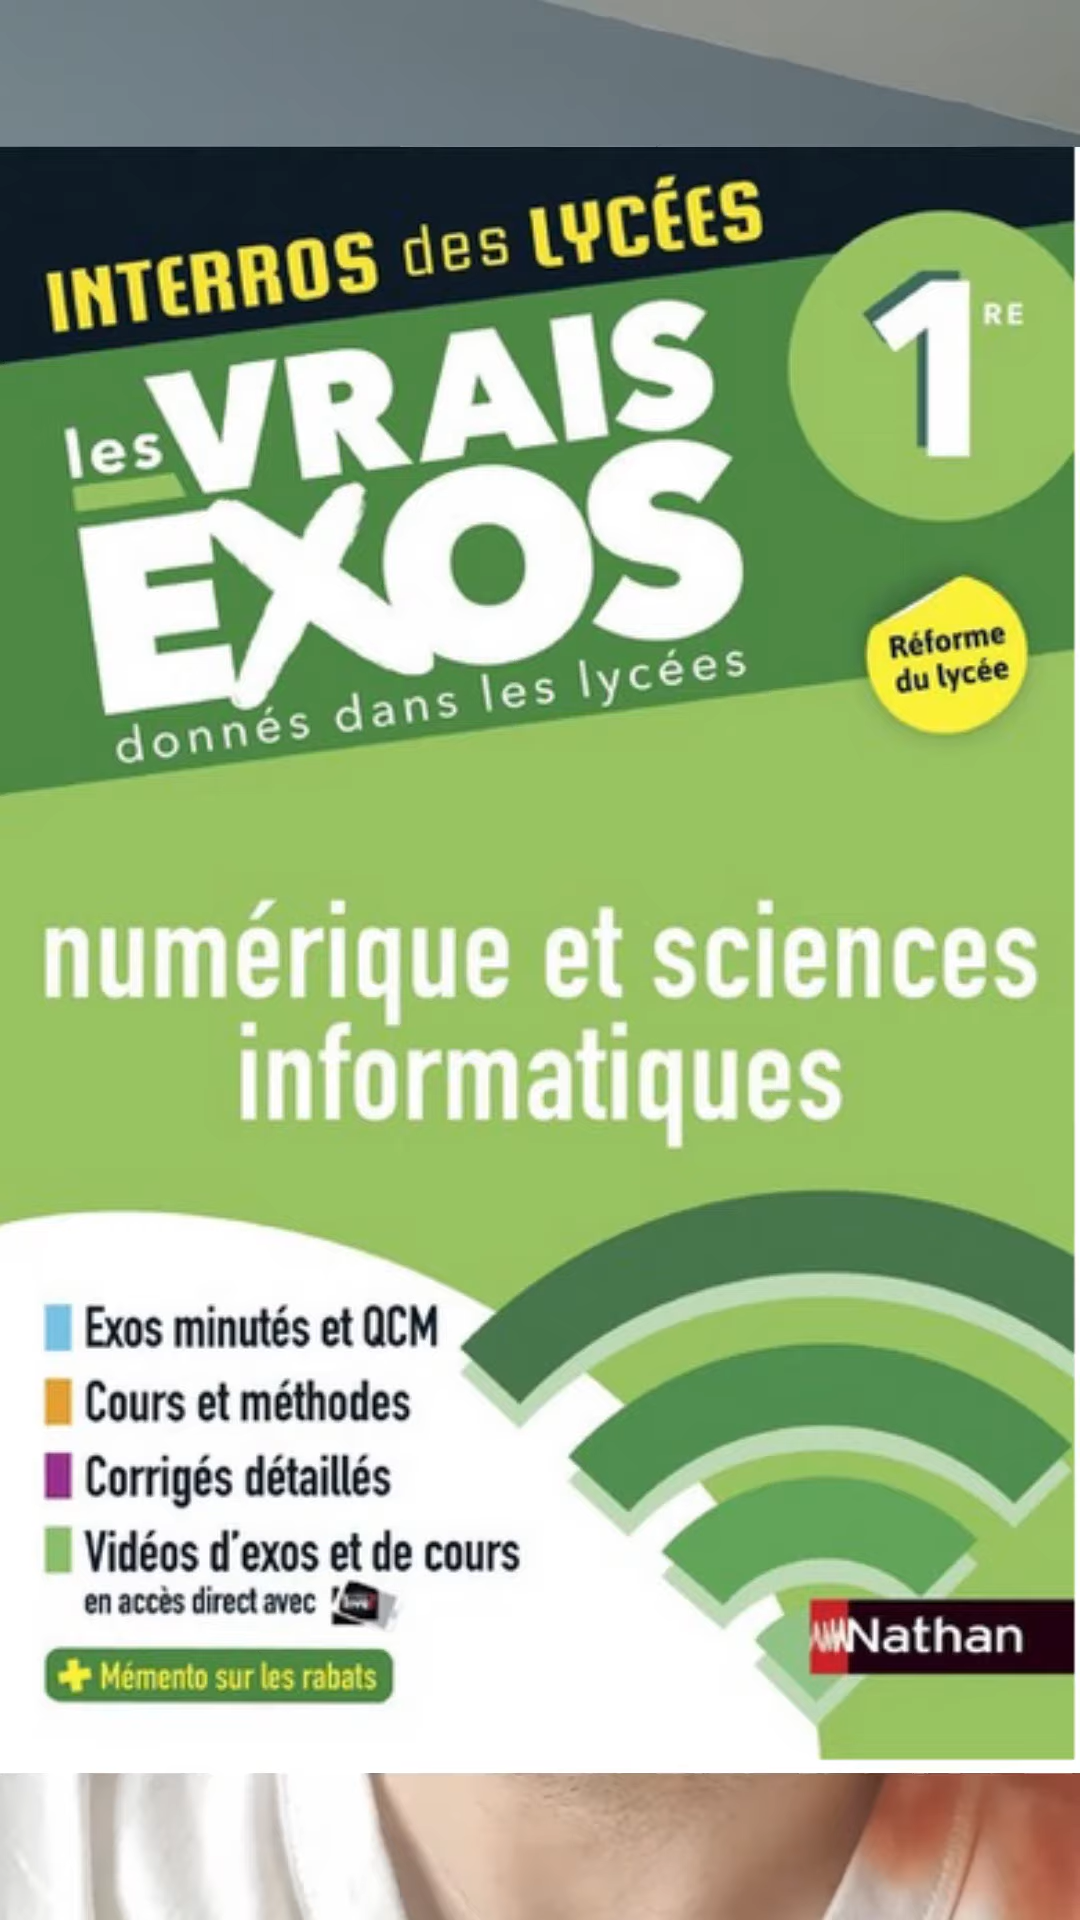 INTERROS des LYCÉES
1RE
les VRAIS
EXOS
donnés dans les lycées
Réforme
du lycée
numérique et sciences
informatiques
Exos minutés et QCM
Cours et méthodes
Corrigés détaillés
Vidéos d'exos et de cours
en accès direct avec
+ Mémento sur les rabats
Nathan